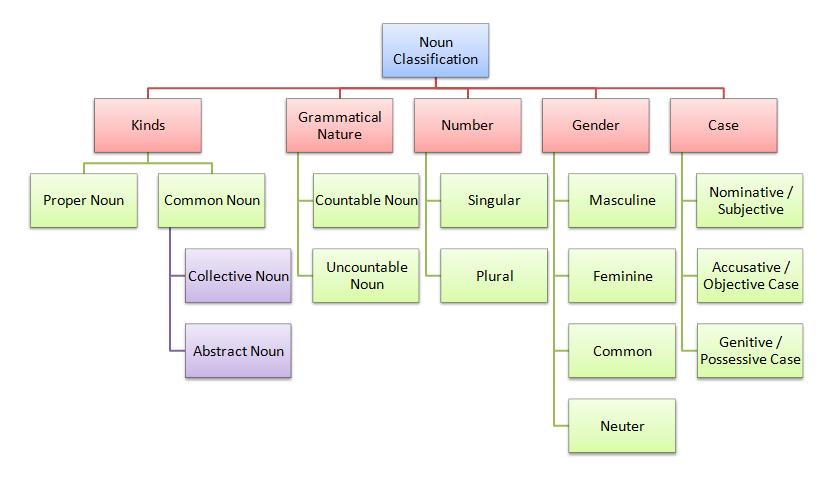 Noun
Classification
Kinds
Grammatical
Nature
Number
Gender
Case
Proper Noun
Common Noun
Countable Noun
Singular
Masculine
Nominative /
Subjective
Collective Noun
Uncountable
Noun
Plural
Feminine
Accusative /
Objective Case
Abstract Noun
Common
Genitive /
Possessive Case
Neuter